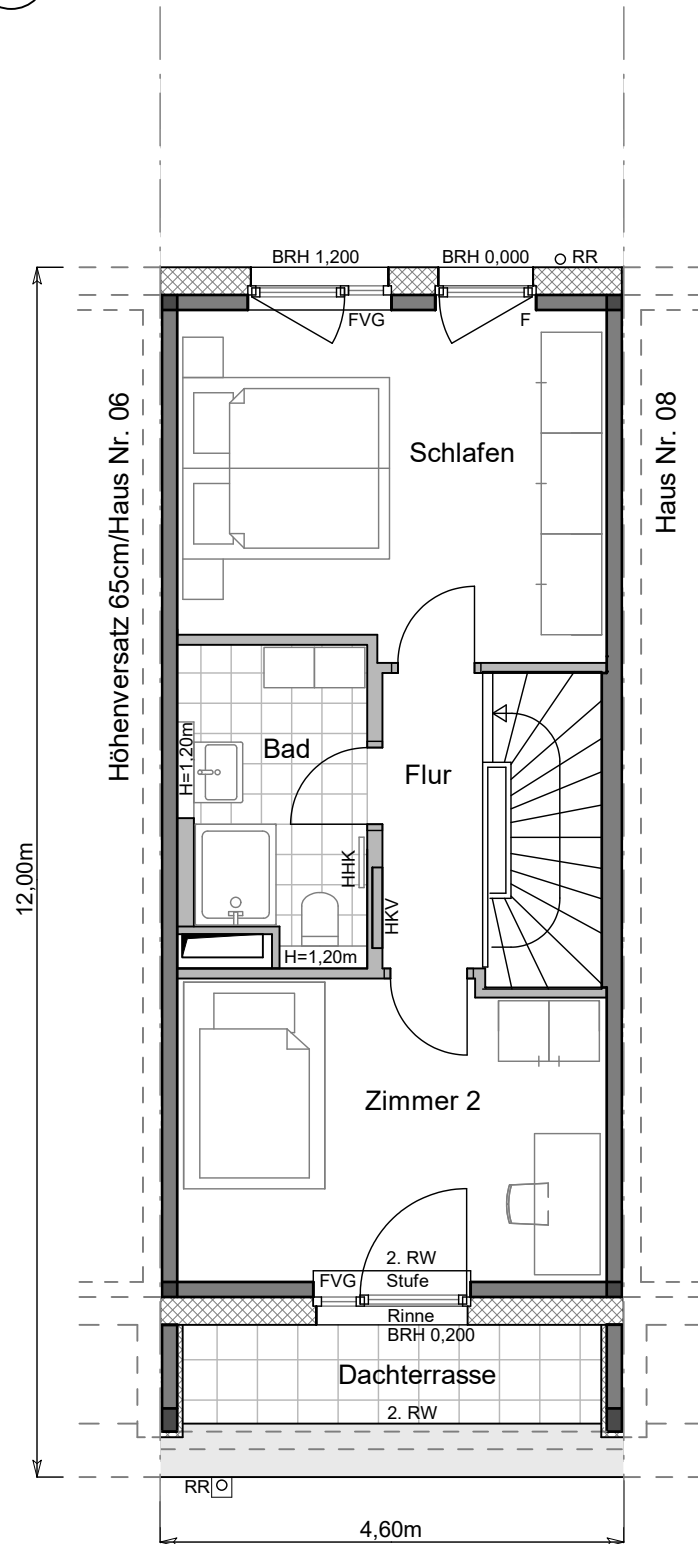 BRH 1,200
BRH 0,000
RR
FVG
F
Höhenversatz 65cm/Haus Nr. 06
Haus Nr. 08
Schlafen
H=1.20m
Bad
Flur
12,00m
HHK
HKV
H=1,20m
Zimmer 2
2. RW
FVG
Stufe
Rinne
BRH 0,200
Dachterrasse
2. RW
RR
4,60m